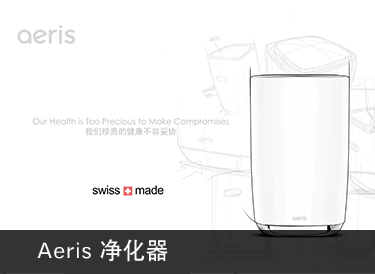 aeris
Our Health is Too Precious to Make Compromises
我们珍贵的健康不容妥协
swiss made
aeris
Aeris 净化器